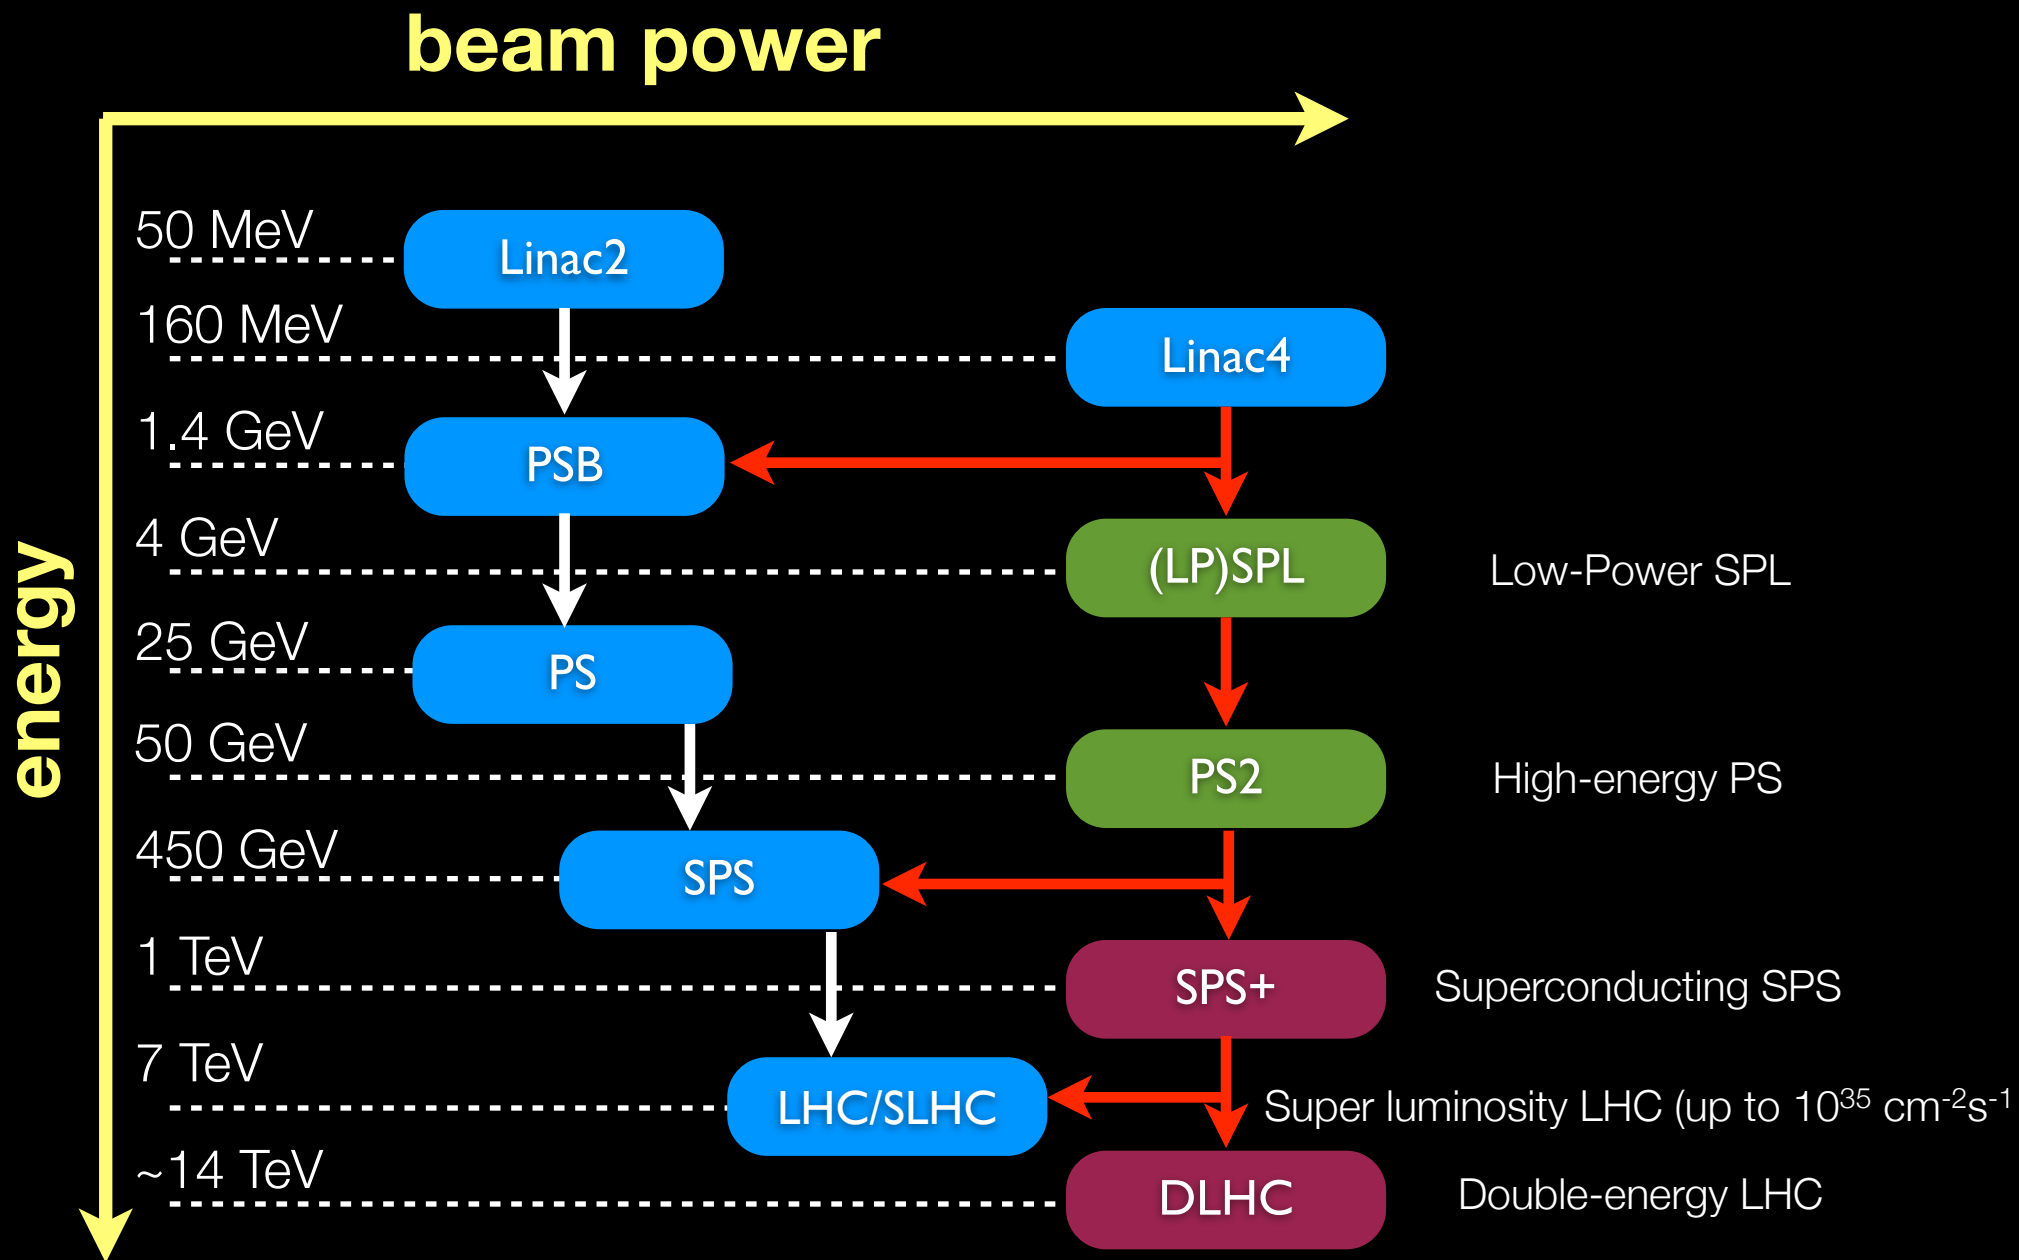 beam power
energy
50 MeV
Linac2
160 MeV
Linac4
1.4 GeV
PSB
4 GeV
(LP)SPL
Low-Power SPL
25 GeV
PS
50 GeV
PS2
High-energy PS
450 GeV
SPS
1 TeV
SPS+
Superconducting SPS
7 TeV
LHC/SLHC
Super luminosity LHC (up to 10³⁵ cm⁻²s⁻¹
~14 TeV
DLHC
Double-energy LHC